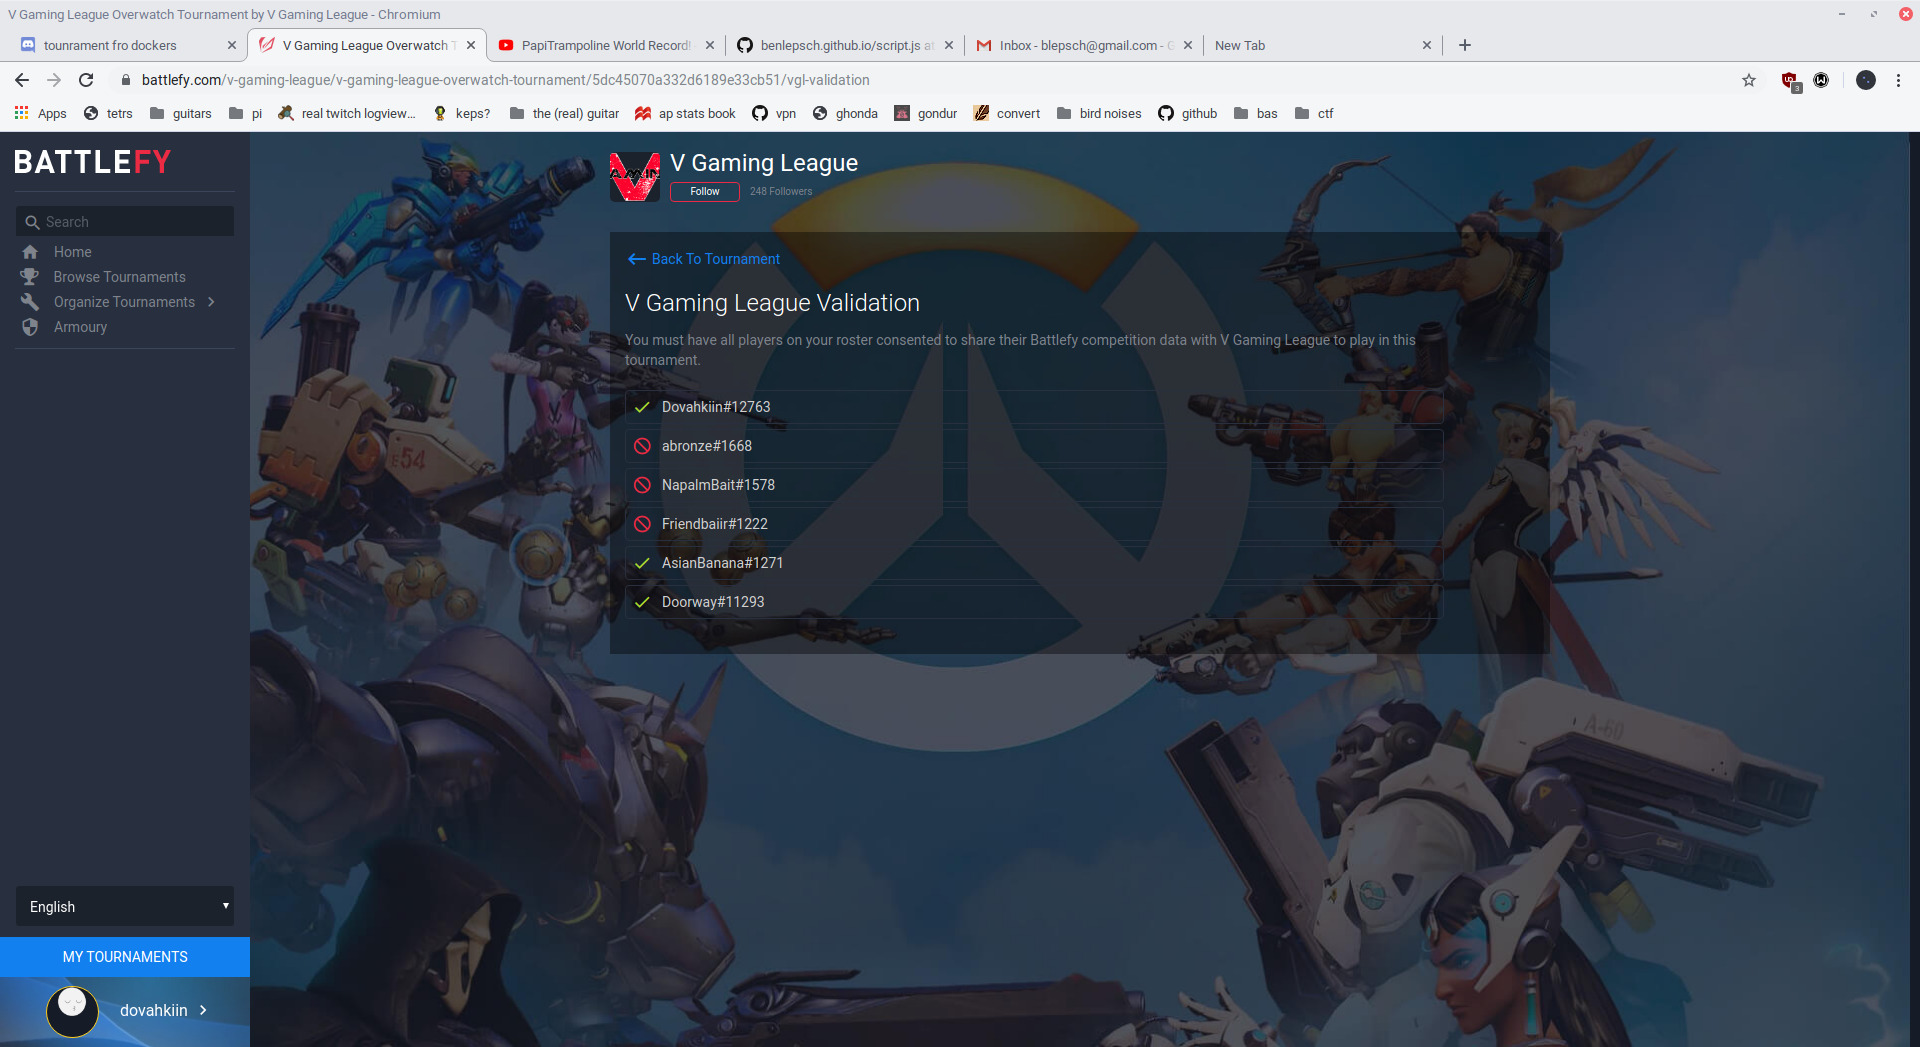 V Gaming League Overwatch Tournament by V Gaming League - Chromium
tounrament fro dockers
V Gaming League Overwatch T
PapiTrampoline World Record!
benlepsch.github.io/script.js at
Inbox - blepsch@gmail.com - G
New Tab
battlefy.com/v-gaming-league/v-gaming-league-overwatch-tournament/5dc45070a332d6189e33cb51/vgl-validation
3
Apps
tetrs
guitars
pi
real twitch logview...
keps?
the (real) guitar
ap stats book
vpn
ghonda
gondur
convert
bird noises
github
bas
ctf
BATTLEFY
Search
Home
Browse Tournaments
Organize Tournaments
Armoury
English
MY TOURNAMENTS
dovahkiin
V Gaming League
Follow
248 Followers
Back To Tournament
V Gaming League Validation
You must have all players on your roster consented to share their Battlefy competition data with V Gaming League to play in this
tournament.
Dovahkiin#12763
abronze#1668
NapalmBait#1578
Friendbaiir#1222
AsianBanana#1271
Doorway#11293
E54
A-60